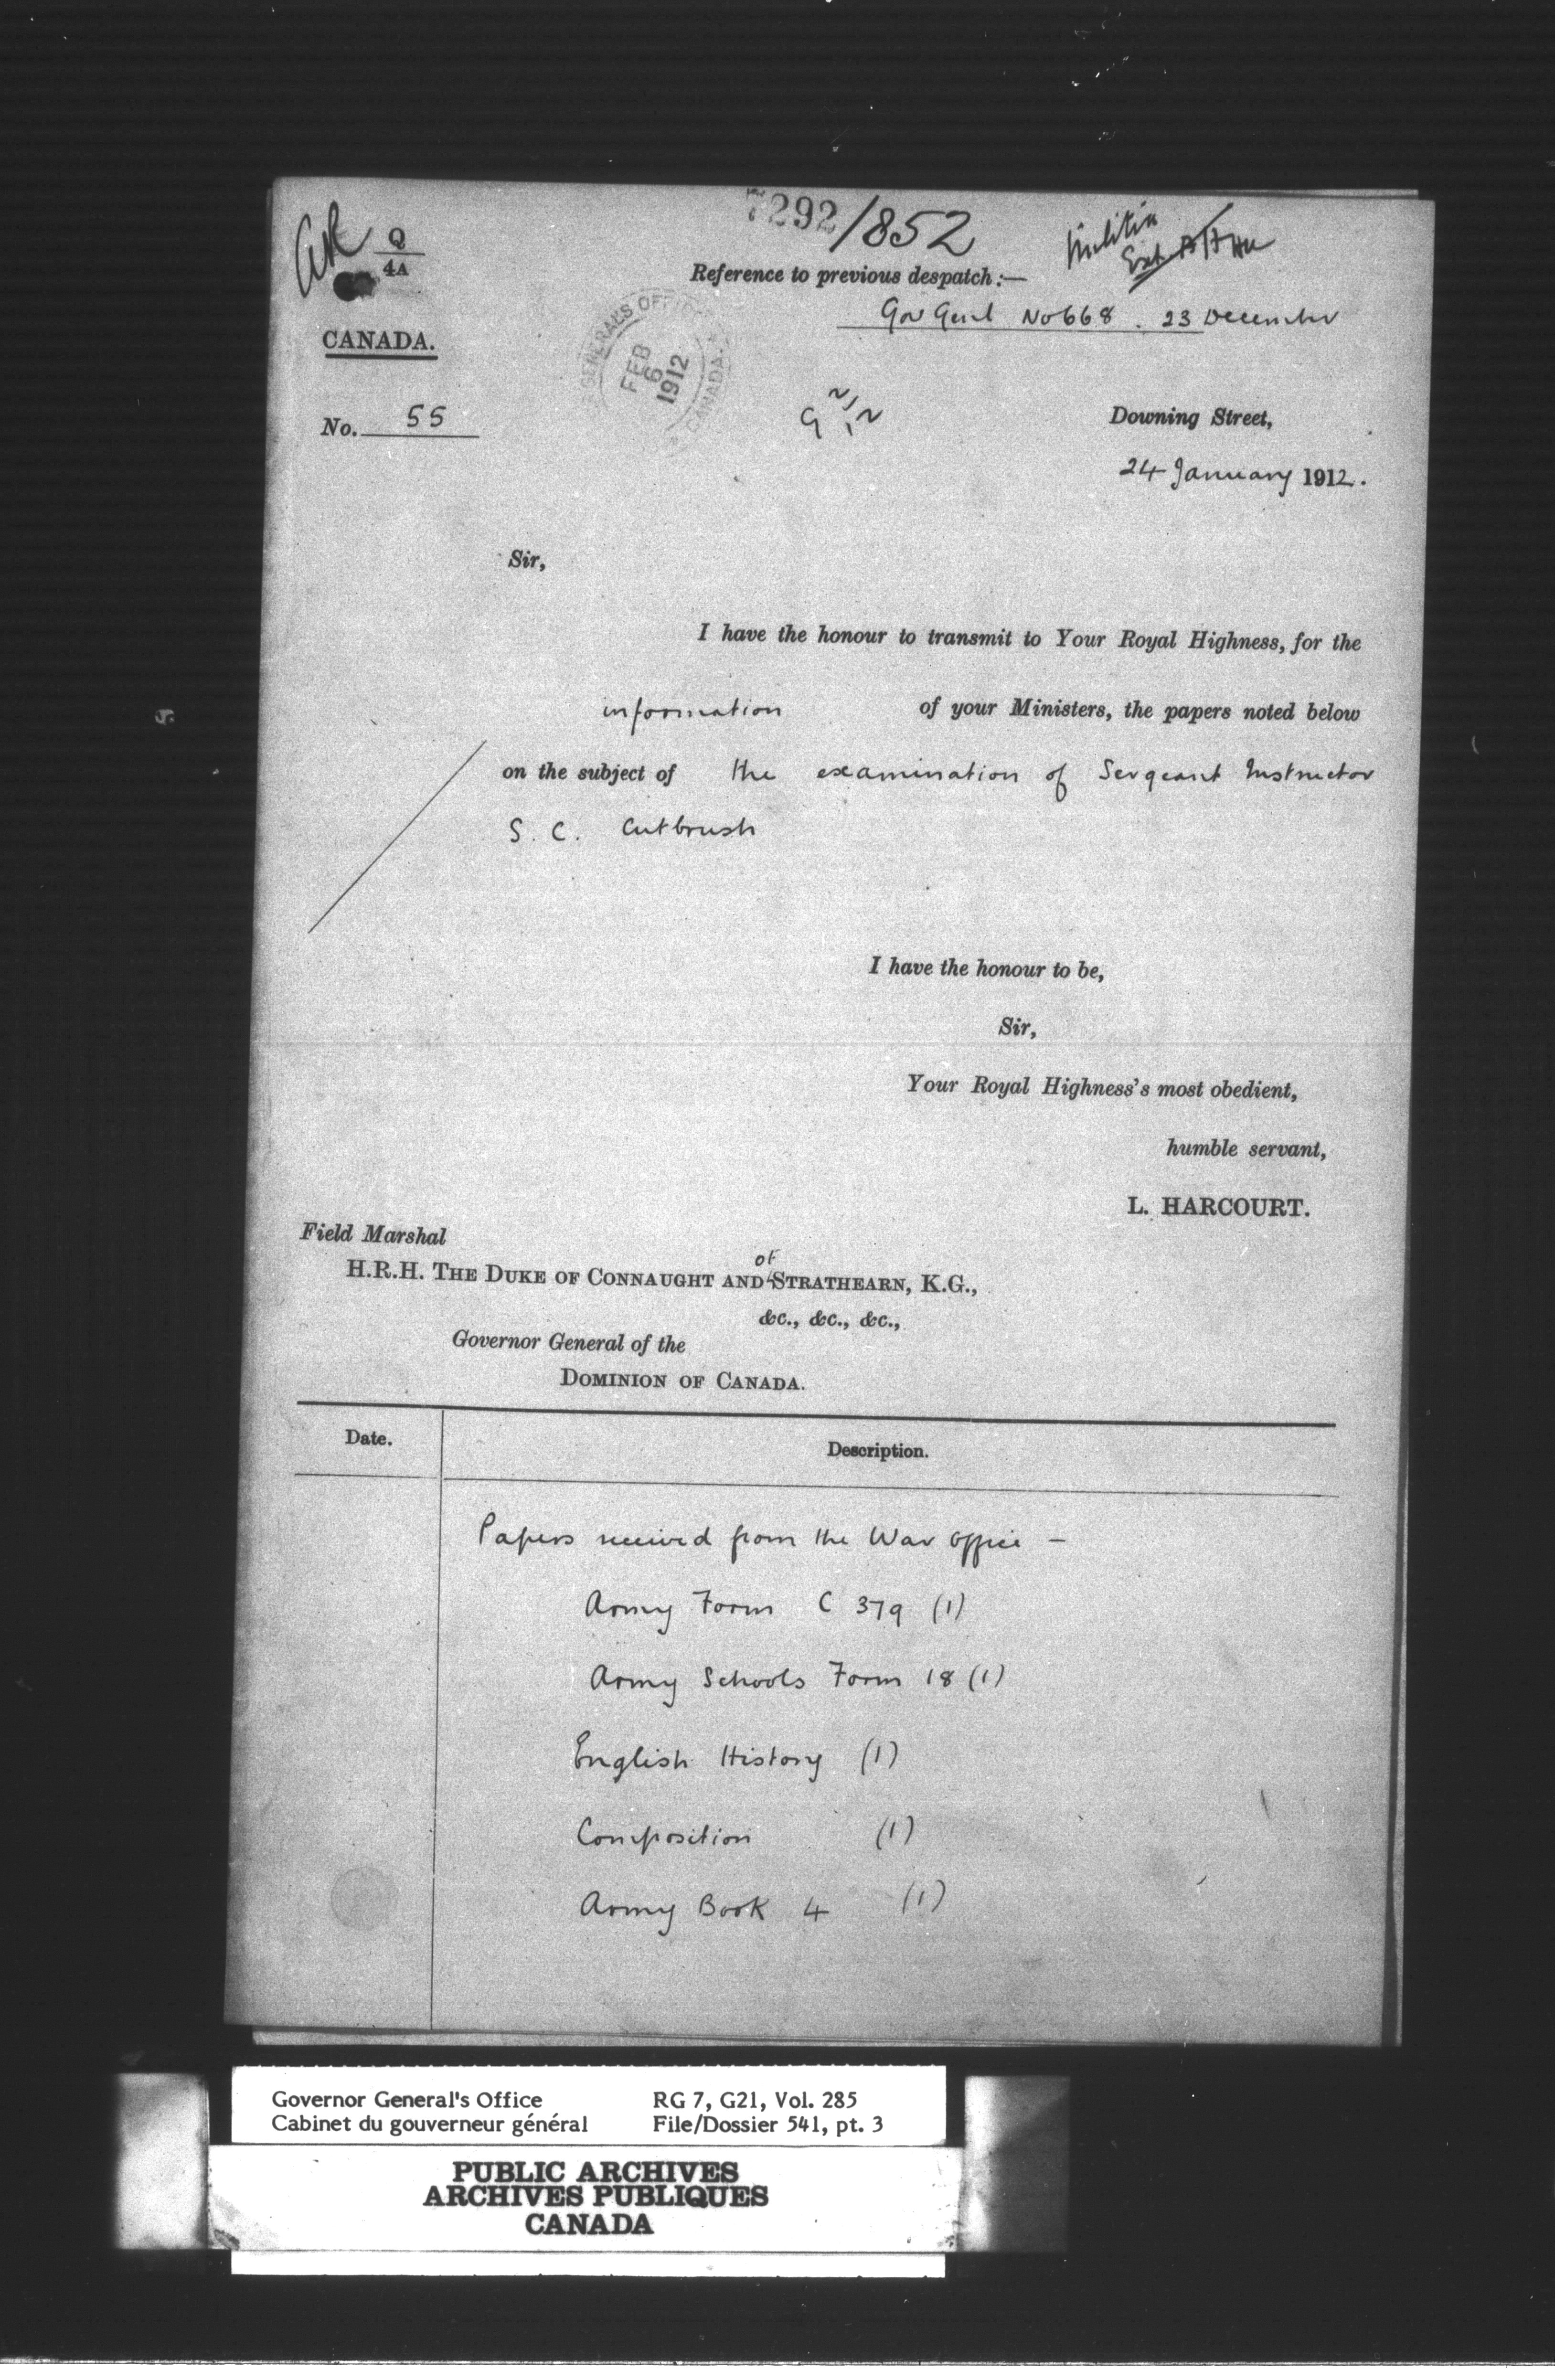 7292/852
Q
4A
Militia
Reference to previous despatch:—
Gov Genl No 668. 23 December
CANADA.
GENERAL'S OFF
FEB
6
1912
CANADA.
No. 55
Downing Street,
24 January 1912.
Sir,
I have the honour to transmit to Your Royal Highness, for the
information of your Ministers, the papers noted below
on the subject of the examination of Sergeant Instructor
S. C. Cutbrush
I have the honour to be,
Sir,
Your Royal Highness's most obedient,
humble servant,
L. HARCOURT.
Field Marshal
H.R.H. THE DUKE OF CONNAUGHT AND of STRATHEARN, K.G.,
&c., &c., &c.,
Governor General of the
DOMINION OF CANADA.
Date.
Description.
Papers received from the War Office —
Army Form C 379 (1)
Army Schools Form 18 (1)
English History (1)
Composition (1)
Army Book 4 (1)
Governor General's Office RG 7, G21, Vol. 285
Cabinet du gouverneur général File/Dossier 541, pt. 3
PUBLIC ARCHIVES
ARCHIVES PUBLIQUES
CANADA